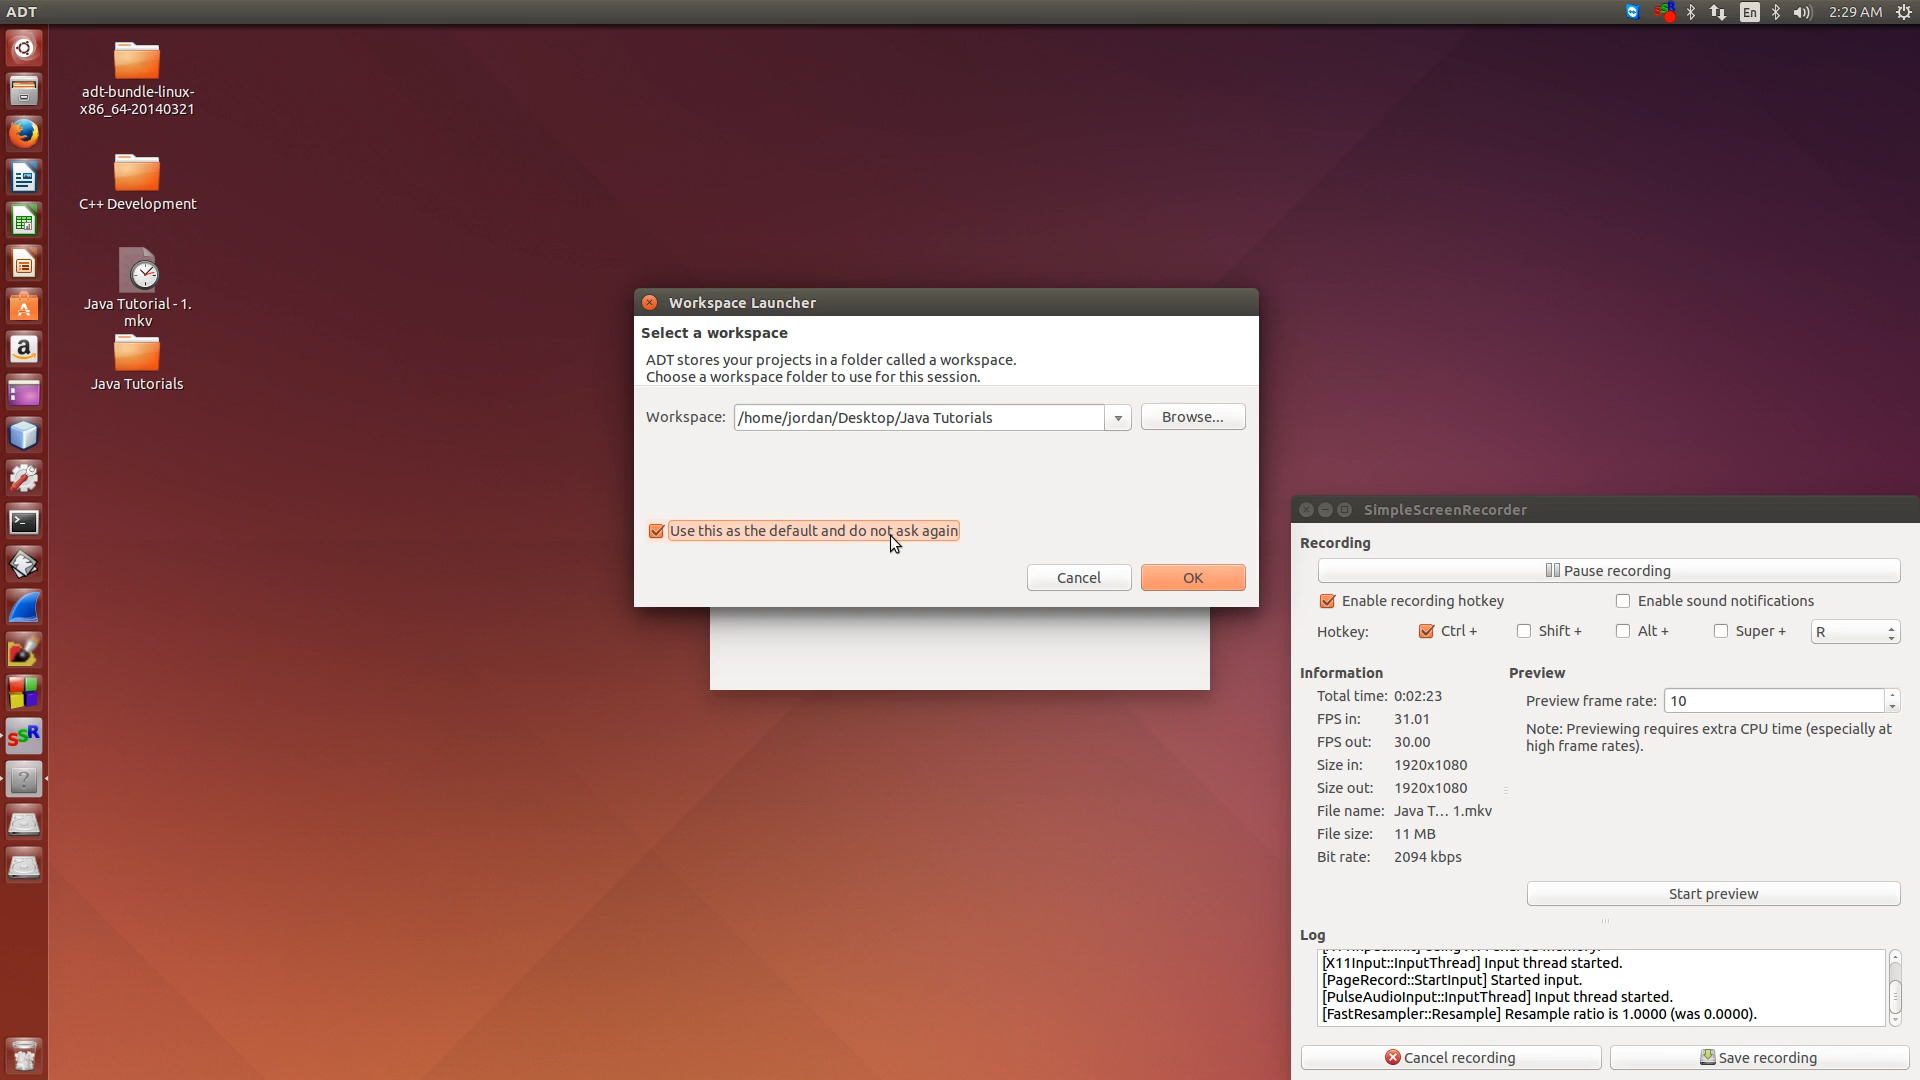 ADT
En
2:29 AM
adt-bundle-linux-
x86_64-20140321
C++ Development
Java Tutorial - 1.
mkv
Java Tutorials
Workspace Launcher
Select a workspace
ADT stores your projects in a folder called a workspace.
Choose a workspace folder to use for this session.
Workspace: /home/jordan/Desktop/Java Tutorials Browse...
Use this as the default and do not ask again
Cancel OK
SimpleScreenRecorder
Recording
Pause recording
Enable recording hotkey Enable sound notifications
Hotkey: Ctrl + Shift + Alt + Super + R
Information
Total time: 0:02:23
FPS in: 31.01
FPS out: 30.00
Size in: 1920x1080
Size out: 1920x1080
File name: Java T... 1.mkv
File size: 11 MB
Bit rate: 2094 kbps
Preview
Preview frame rate: 10
Note: Previewing requires extra CPU time (especially at
high frame rates).
Start preview
Log
[X11Input::InputThread] Input thread started.
[PageRecord::StartInput] Started input.
[PulseAudioInput::InputThread] Input thread started.
[FastResampler::Resample] Resample ratio is 1.0000 (was 0.0000).
Cancel recording Save recording
a
SSR